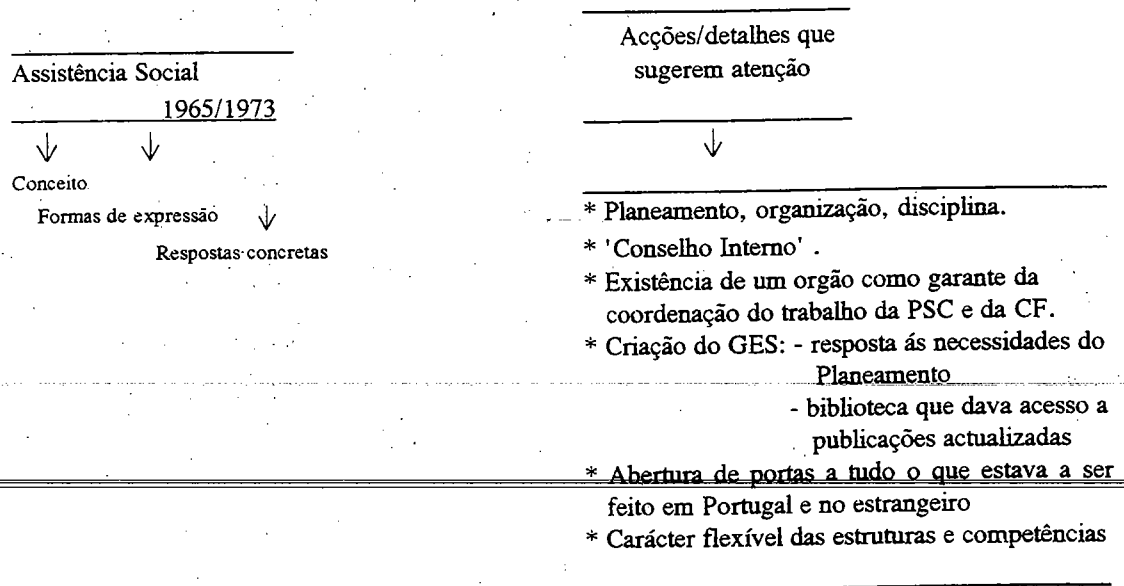 Assistência Social
1965/1973
Conceito
Formas de expressão
Respostas concretas
Acções/detalhes que
sugerem atenção
* Planeamento, organização, disciplina.
* 'Conselho Interno' .
* Existência de um orgão como garante da
coordenação do trabalho da PSC e da CF.
* Criação do GES: - resposta ás necessidades do
Planeamento
- biblioteca que dava acesso a
publicações actualizadas
* Abertura de portas a tudo o que estava a ser
feito em Portugal e no estrangeiro
* Carácter flexível das estruturas e competências